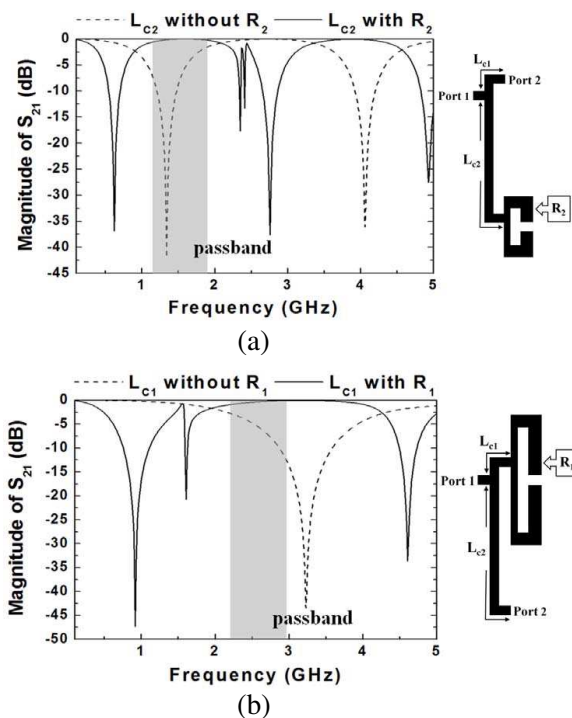 L_C2 without R_2 L_C2 with R_2
Magnitude of S_21 (dB)
0
-5
-10
-15
-20
-25
-30
-35
-40
-45
passband
1 2 3 4 5
Frequency (GHz)
L_c1
Port 2
Port 1
L_c2
R_2
(a)
L_C1 without R_1 L_C1 with R_1
Magnitude of S_21 (dB)
0
-5
-10
-15
-20
-25
-30
-35
-40
-45
-50
passband
1 2 3 4 5
Frequency (GHz)
L_c1
R_1
Port 1
L_c2
Port 2
(b)